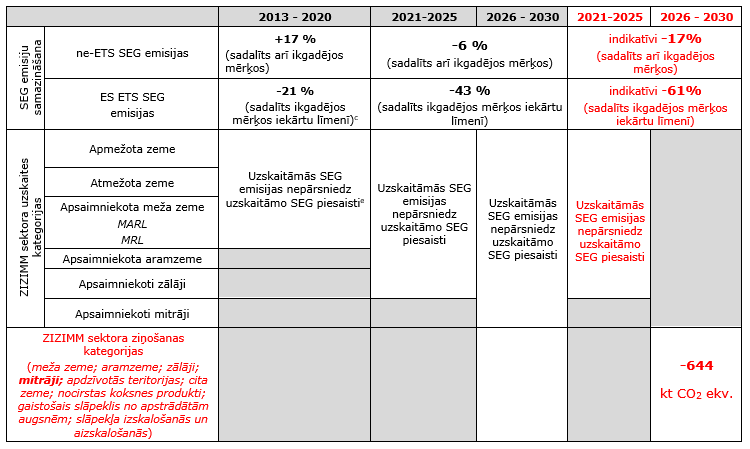 2013 - 2020
2021-2025
2026 - 2030
2021-2025
2026 - 2030
SEG emisiju
samazināšana
ne-ETS SEG emisijas
+17 %
(sadalīts arī ikgadējos
mērķos)
-6 %
(sadalīts arī ikgadējos mērķos)
indikatīvi -17%
(sadalīts arī ikgadējos
mērķos)
ES ETS SEG
emisijas
-21 %
(sadalīts ikgadējos
mērķos iekārtu līmenī)c
-43 %
(sadalīts ikgadējos mērķos iekārtu
līmenī)
indikatīvi -61%
(sadalīts ikgadējos mērķos
iekārtu līmenī)
ZIZIMM sektora uzskaites
kategorijas
Apmežota zeme
Atmežota zeme
Apsaimniekota meža zeme
MARL
MRL
Apsaimniekota aramzeme
Apsaimniekoti zālāji
Apsaimniekoti mitrāji
Uzskaitāmās SEG
emisijas nepārsniedz
uzskaitāmo SEG piesaistie
Uzskaitāmās SEG
emisijas
nepārsniedz
uzskaitāmo SEG
piesaisti
Uzskaitāmās
SEG emisijas
nepārsniedz
uzskaitāmo
SEG piesaisti
Uzskaitāmās
SEG emisijas
nepārsniedz
uzskaitāmo
SEG piesaisti
ZIZIMM sektora ziņošanas
kategorijas
(meža zeme; aramzeme; zālāji;
mitrāji; apdzīvotās teritorijas; cita
zeme; nocirstas koksnes produkti;
gaistošais slāpeklis no apstrādātām
augsnēm; slāpekļa izskalošanās un
aizskalošanās)
-644
kt CO2 ekv.